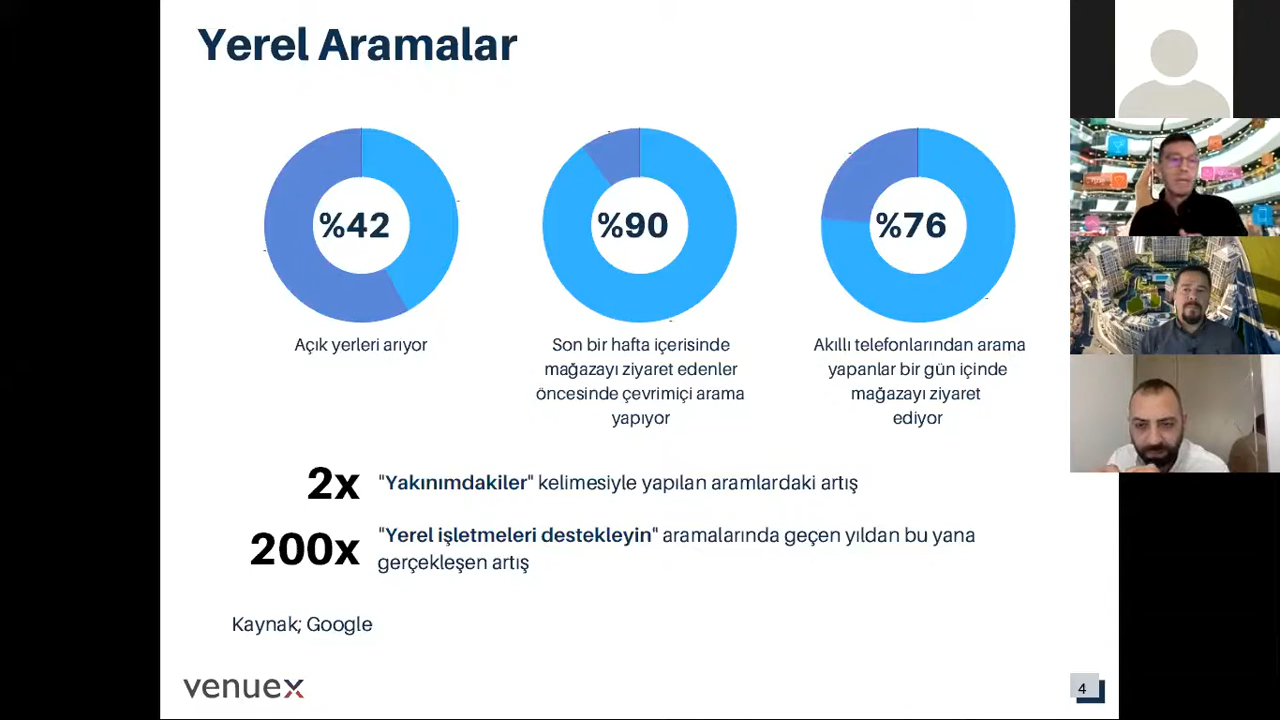 Yerel Aramalar
%42
%90
%76
Açık yerleri arıyor
Son bir hafta içerisinde
mağazayı ziyaret edenler
öncesinde çevrimiçi arama
yapıyor
Akıllı telefonlarından arama
yapanlar bir gün içinde
mağazayı ziyaret
ediyor
2x "Yakınımdakiler" kelimesiyle yapılan aramlardaki artış
200x "Yerel işletmeleri destekleyin" aramalarında geçen yıldan bu yana
gerçekleşen artış
Kaynak; Google
venuex
4